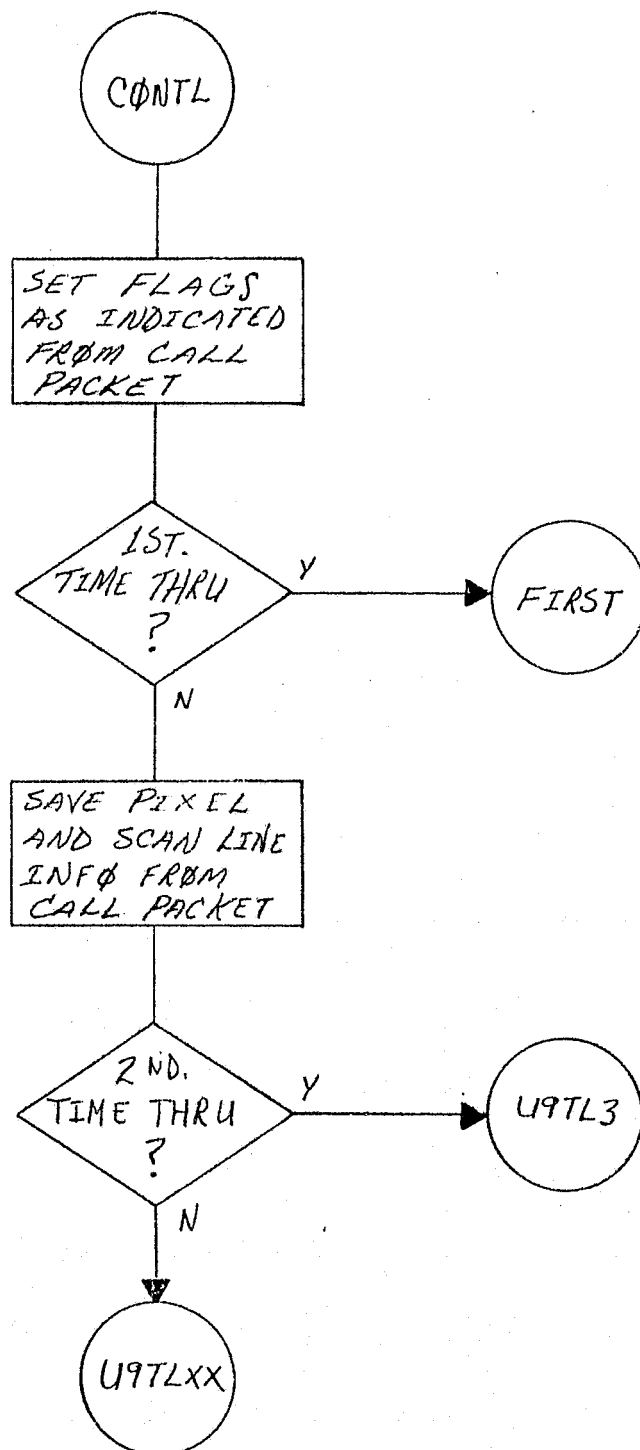 CØNTL
SET FLAGS
AS INDICATED
FRØM CALL
PACKET
1ST.
TIME THRU
?
Y
FIRST
N
SAVE PIXEL
AND SCAN LINE
INFØ FRØM
CALL PACKET
2ND.
TIME THRU
?
Y
U9TL3
N
U9TLXX